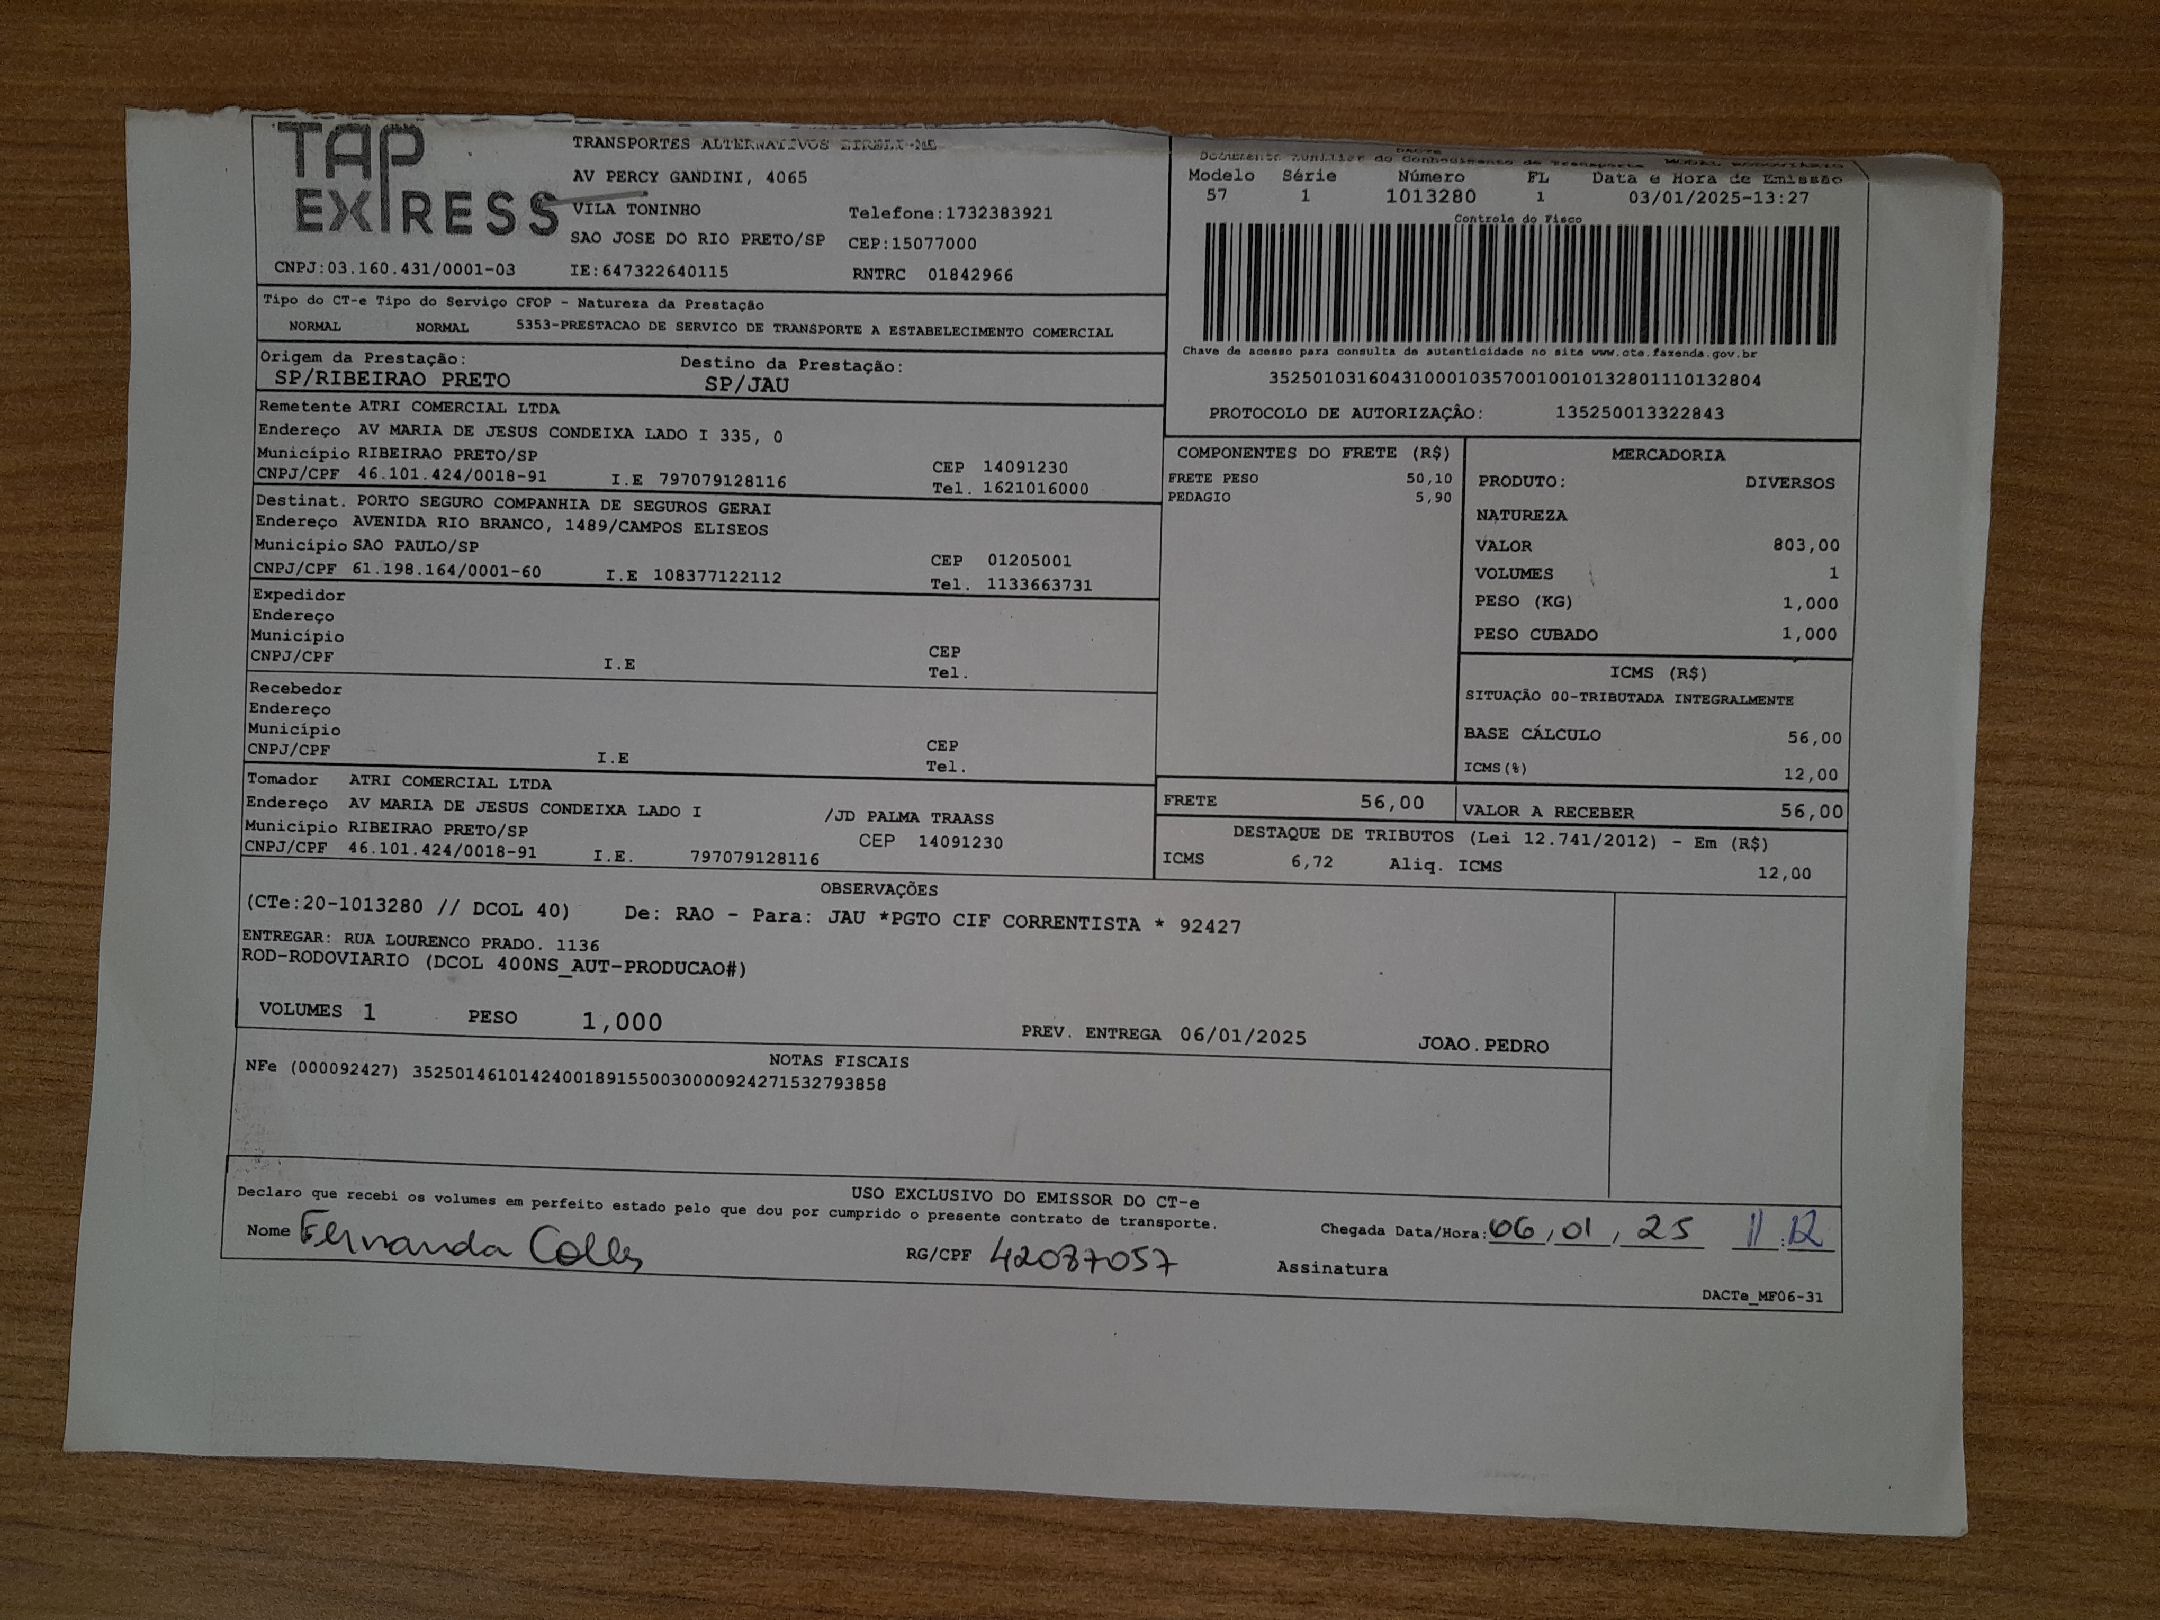 TAP
EXPRESS
TRANSPORTES ALTERNATIVOS EIRELI-ME
AV PERCY GANDINI, 4065
VILA TONINHO Telefone:1732383921
SAO JOSE DO RIO PRETO/SP CEP:15077000
CNPJ:03.160.431/0001-03 IE:647322640115 RNTRC 01842966
DACTE
Documento Auxiliar do Conhecimento de Transporte MODAL RODOVIÁRIO
Modelo Série Número FL Data e Hora de Emissão
57 1 1013280 1 03/01/2025-13:27
Controle do Fisco
Chave de acesso para consulta de autenticidade no site www.cte.fazenda.gov.br
35250103160431000103570010010132801110132804
PROTOCOLO DE AUTORIZAÇÂO: 135250013322843
Tipo do CT-e Tipo do Serviço CFOP - Natureza da Prestação
NORMAL NORMAL 5353-PRESTACAO DE SERVICO DE TRANSPORTE A ESTABELECIMENTO COMERCIAL
Origem da Prestação: Destino da Prestação:
SP/RIBEIRAO PRETO SP/JAU
Remetente ATRI COMERCIAL LTDA
Endereço AV MARIA DE JESUS CONDEIXA LADO I 335, 0
Município RIBEIRAO PRETO/SP CEP 14091230
CNPJ/CPF 46.101.424/0018-91 I.E 797079128116 Tel. 1621016000
Destinat. PORTO SEGURO COMPANHIA DE SEGUROS GERAI
Endereço AVENIDA RIO BRANCO, 1489/CAMPOS ELISEOS
Município SAO PAULO/SP CEP 01205001
CNPJ/CPF 61.198.164/0001-60 I.E 108377122112 Tel. 1133663731
Expedidor
Endereço
Município CEP
CNPJ/CPF I.E Tel.
Recebedor
Endereço
Município CEP
CNPJ/CPF I.E Tel.
Tomador ATRI COMERCIAL LTDA
Endereço AV MARIA DE JESUS CONDEIXA LADO I /JD PALMA TRAASS
Município RIBEIRAO PRETO/SP CEP 14091230
CNPJ/CPF 46.101.424/0018-91 I.E. 797079128116
COMPONENTES DO FRETE (R$)
FRETE PESO 50,10
PEDAGIO 5,90
MERCADORIA
PRODUTO: DIVERSOS
NATUREZA
VALOR 803,00
VOLUMES 1
PESO (KG) 1,000
PESO CUBADO 1,000
ICMS (R$)
SITUAÇÃO 00-TRIBUTADA INTEGRALMENTE
BASE CÁLCULO 56,00
ICMS(%) 12,00
FRETE 56,00 VALOR A RECEBER 56,00
DESTAQUE DE TRIBUTOS (Lei 12.741/2012) - Em (R$)
ICMS 6,72 Aliq. ICMS 12,00
OBSERVAÇÕES
(CTe:20-1013280 // DCOL 40) De: RAO - Para: JAU *PGTO CIF CORRENTISTA * 92427
ENTREGAR: RUA LOURENCO PRADO. 1136
ROD-RODOVIARIO (DCOL 400NS_AUT-PRODUCAO#)
VOLUMES 1 PESO 1,000 PREV. ENTREGA 06/01/2025 JOAO.PEDRO
NOTAS FISCAIS
NFe (000092427) 35250146101424001891550030000924271532793858
USO EXCLUSIVO DO EMISSOR DO CT-e
Declaro que recebi os volumes em perfeito estado pelo que dou por cumprido o presente contrato de transporte.
Nome Fernanda RG/CPF 42087057 Chegada Data/Hora: 06/01/25 11:12
Assinatura
DACTe_MF06-31